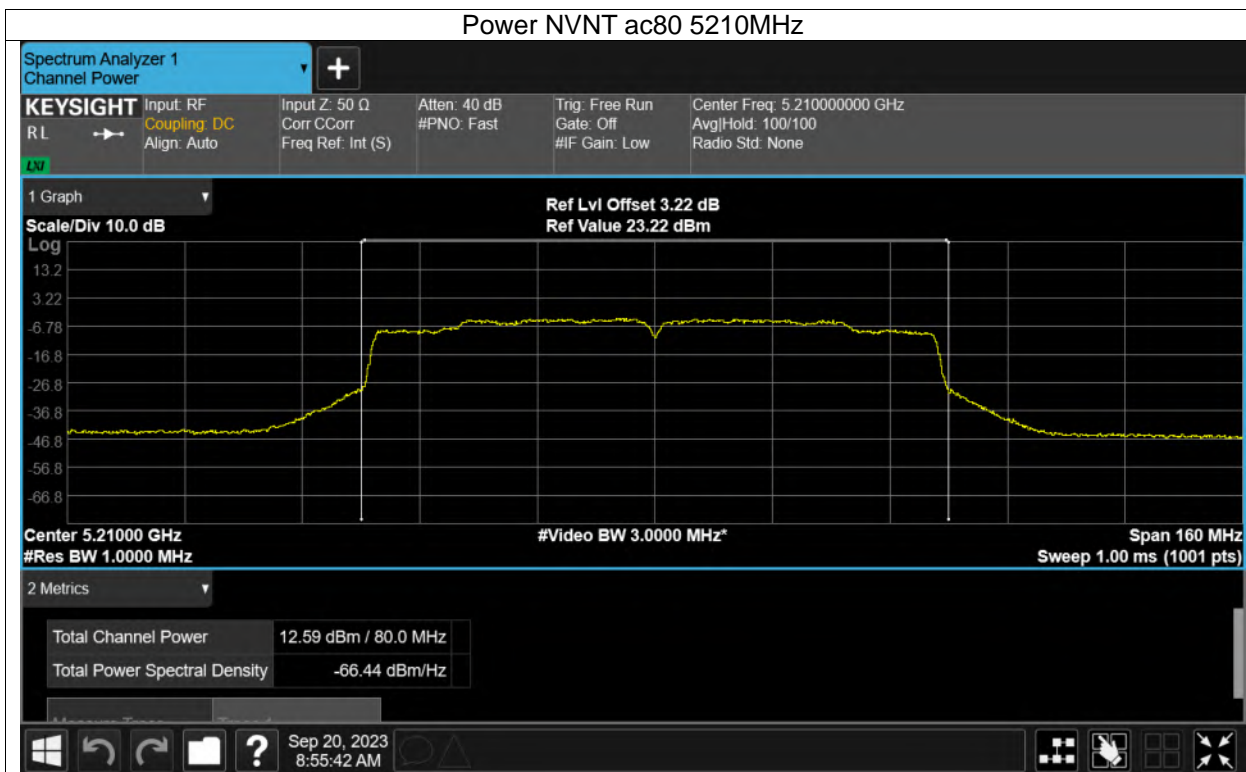 Power NVNT ac80 5210MHz
Spectrum Analyzer 1
Channel Power
KEYSIGHT
RL
LXI
Input: RF
Coupling: DC
Align: Auto
Input Z: 50 Ω
Corr CCorr
Freq Ref: Int (S)
Atten: 40 dB
#PNO: Fast
Trig: Free Run
Gate: Off
#IF Gain: Low
Center Freq: 5.210000000 GHz
Avg|Hold: 100/100
Radio Std: None
1 Graph
Scale/Div 10.0 dB
Ref Lvl Offset 3.22 dB
Ref Value 23.22 dBm
Log
13.2
3.22
-6.78
-16.8
-26.8
-36.8
-46.8
-56.8
-66.8
Center 5.21000 GHz
#Video BW 3.0000 MHz*
Span 160 MHz
#Res BW 1.0000 MHz
Sweep 1.00 ms (1001 pts)
2 Metrics
Total Channel Power 12.59 dBm / 80.0 MHz
Total Power Spectral Density -66.44 dBm/Hz
?
Sep 20, 2023
8:55:42 AM